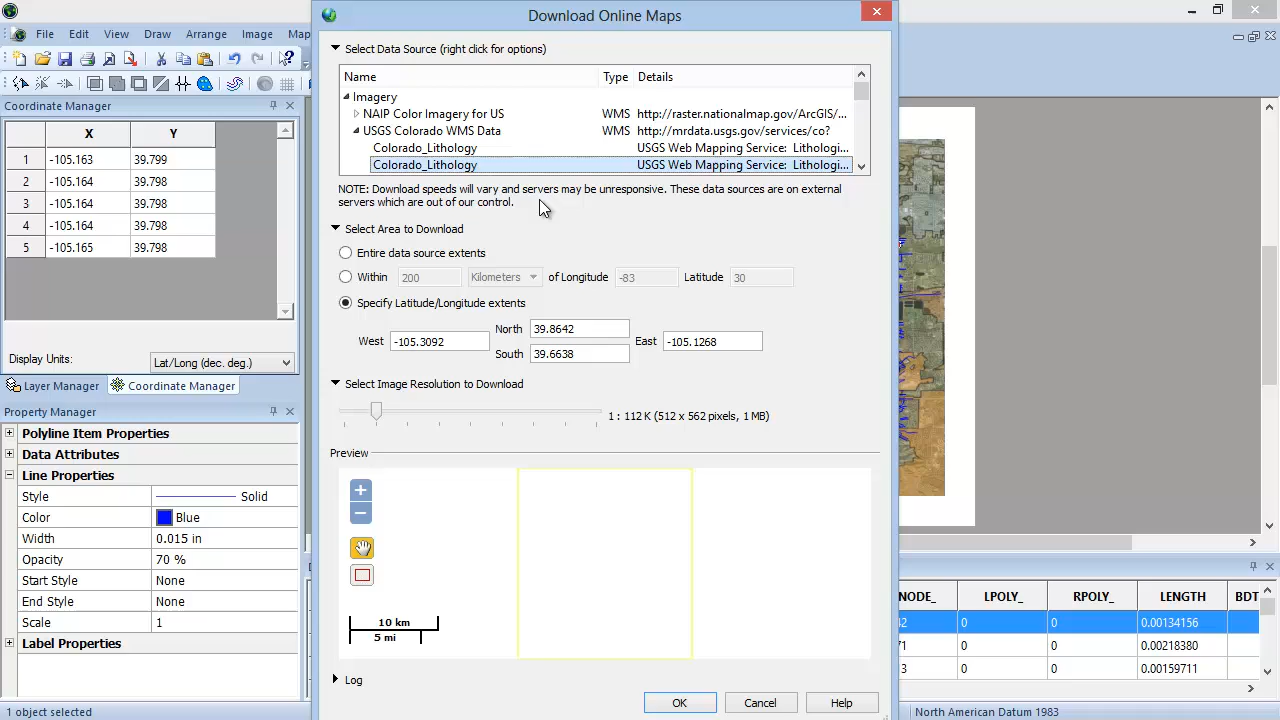 Download Online Maps
File Edit View Draw Arrange Image
Coordinate Manager
X Y
1 -105.163 39.799
2 -105.164 39.798
3 -105.164 39.798
4 -105.164 39.798
5 -105.165 39.798
Display Units: Lat/Long (dec. deg.)
Layer Manager Coordinate Manager
Property Manager
Polyline Item Properties
Data Attributes
Line Properties
Style Solid
Color Blue
Width 0.015 in
Opacity 70 %
Start Style None
End Style None
Scale 1
Label Properties
1 object selected
Select Data Source (right click for options)
Name Type Details
Imagery
NAIP Color Imagery for US WMS http://raster.nationalmap.gov/ArcGIS/...
USGS Colorado WMS Data WMS http://mrdata.usgs.gov/services/co?
Colorado_Lithology USGS Web Mapping Service: Lithologi...
Colorado_Lithology USGS Web Mapping Service: Lithologi...
NOTE: Download speeds will vary and servers may be unresponsive. These data sources are on external
servers which are out of our control.
Select Area to Download
Entire data source extents
Within 200 Kilometers of Longitude -83 Latitude 30
Specify Latitude/Longitude extents
North 39.8642
West -105.3092 East -105.1268
South 39.6638
Select Image Resolution to Download
1 : 112 K (512 x 562 pixels, 1 MB)
Preview
10 km
5 mi
Log
OK Cancel Help
LPOLY_ RPOLY_ LENGTH
0 0 0.00134156
0 0 0.00218380
0 0 0.00159711
North American Datum 1983